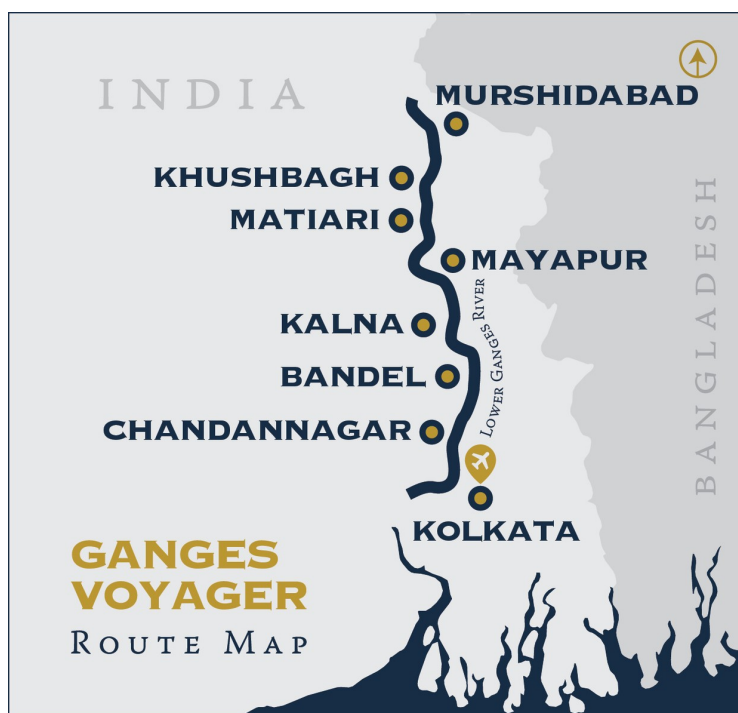 INDIA
MURSHIDABAD
KHUSHBAGH
MATIARI
MAYAPUR
BANGLADESH
KALNA
LOWER GANGES RIVER
BANDEL
CHANDANNAGAR
KOLKATA
GANGES
VOYAGER
ROUTE MAP